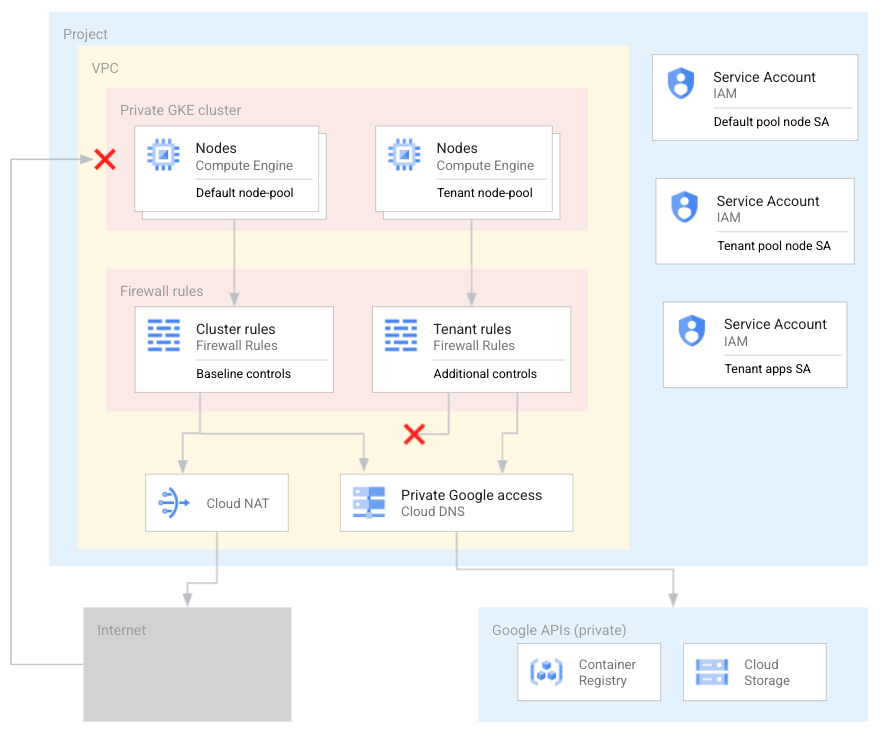 Project
VPC
Private GKE cluster
Nodes
Compute Engine
Default node-pool
Nodes
Compute Engine
Tenant node-pool
Service Account
IAM
Default pool node SA
Service Account
IAM
Tenant pool node SA
Service Account
IAM
Tenant apps SA
Firewall rules
Cluster rules
Firewall Rules
Baseline controls
Tenant rules
Firewall Rules
Additional controls
Cloud NAT
Private Google access
Cloud DNS
Internet
Google APIs (private)
Container
Registry
Cloud
Storage